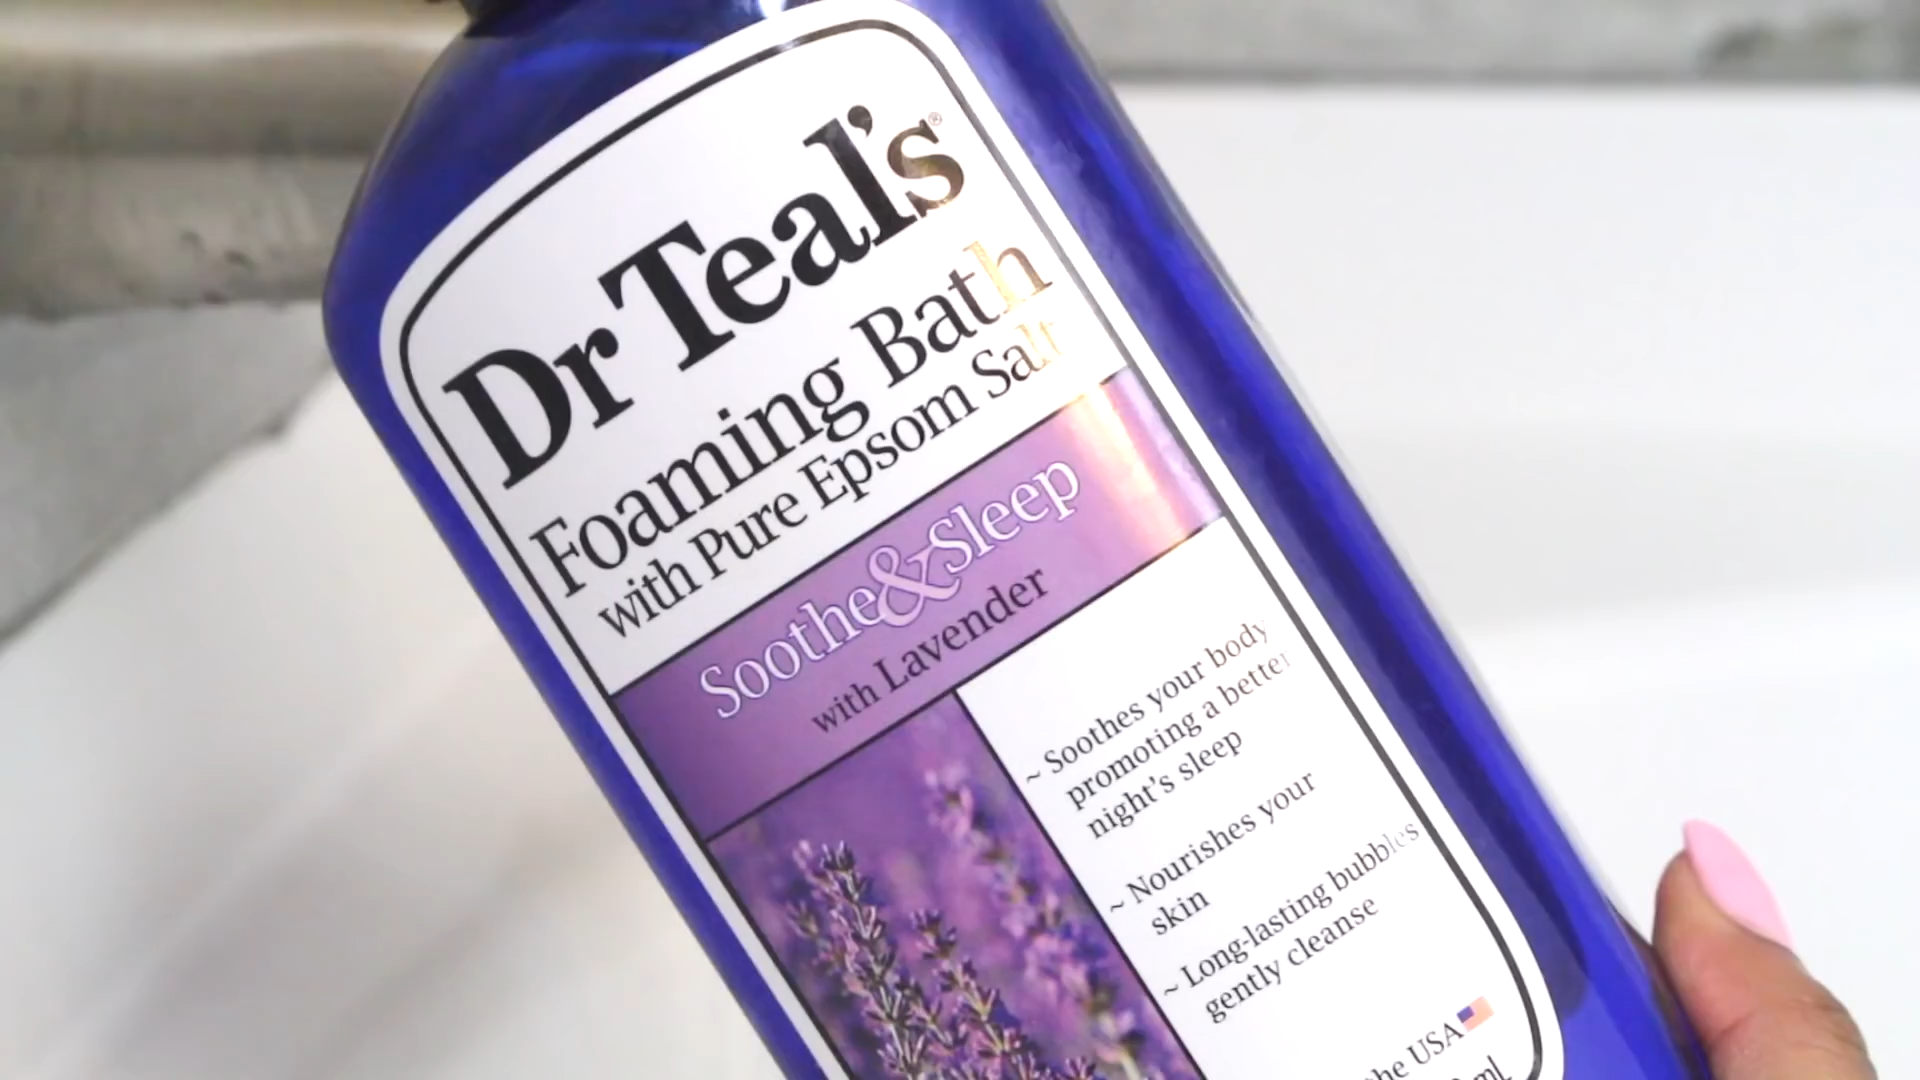 Dr Teal's®
Foaming Bath
with Pure Epsom Salt
Soothe & Sleep
with Lavender
~ Soothes your body
promoting a better
night's sleep
~ Nourishes your
skin
~ Long-lasting bubbles
gently cleanse
the USA
ml